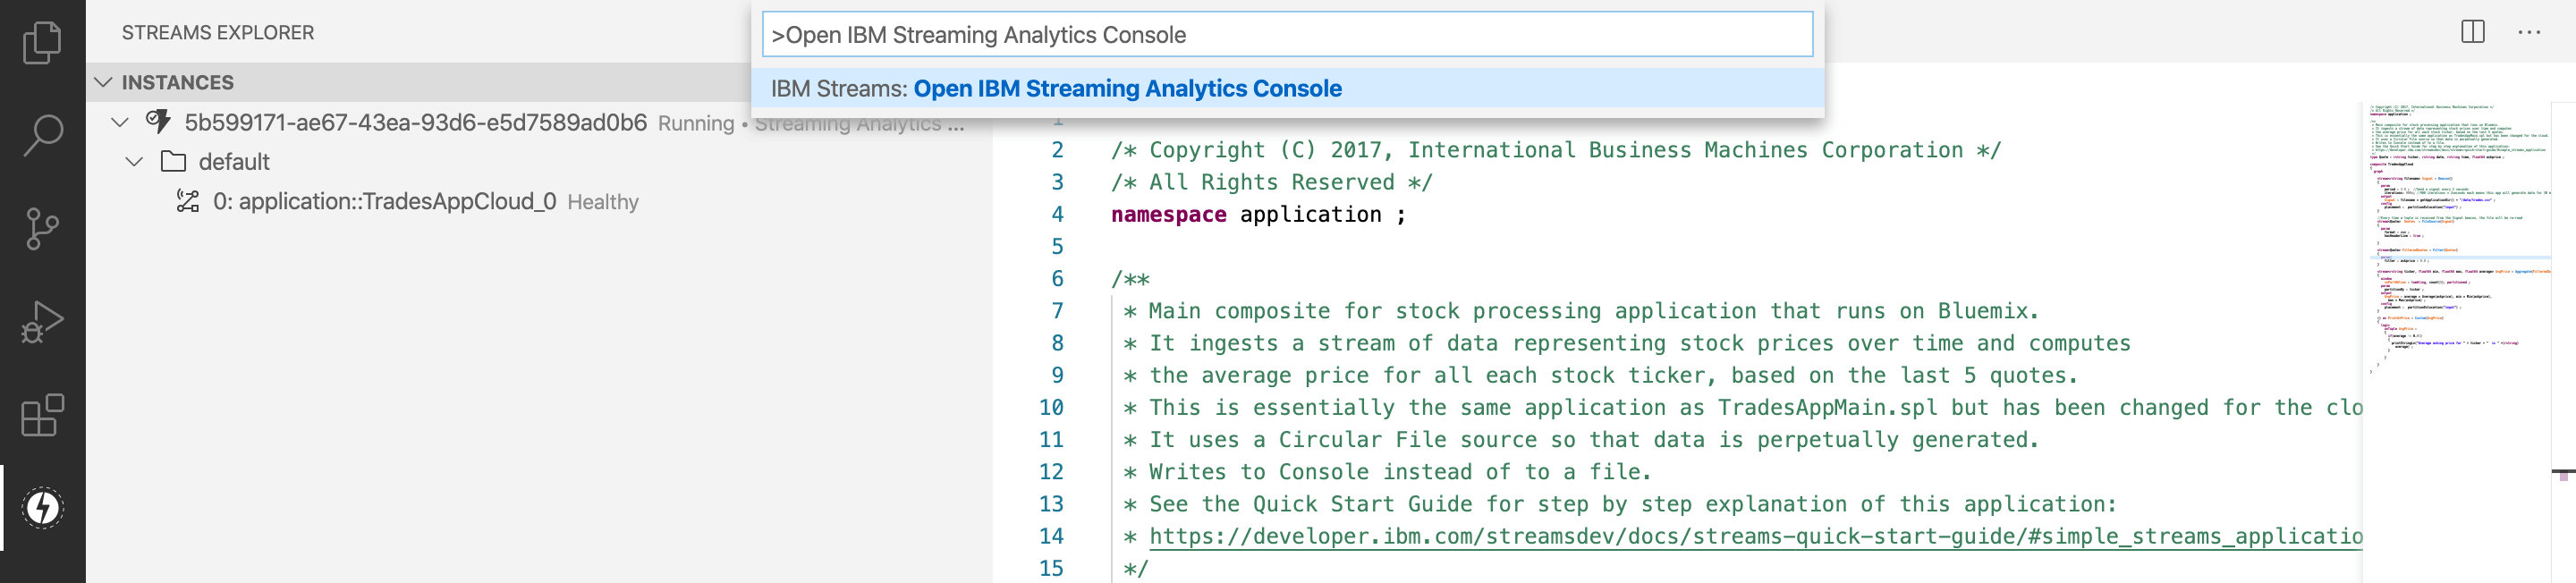 STREAMS EXPLORER
INSTANCES
5b599171-ae67-43ea-93d6-e5d7589ad0b6 Running • Streaming Analytics ...
default
0: application::TradesAppCloud_0 Healthy
>Open IBM Streaming Analytics Console
IBM Streams: Open IBM Streaming Analytics Console
1
2 /* Copyright (C) 2017, International Business Machines Corporation */
3 /* All Rights Reserved */
4 namespace application ;
5
6 /**
7 * Main composite for stock processing application that runs on Bluemix.
8 * It ingests a stream of data representing stock prices over time and computes
9 * the average price for all each stock ticker, based on the last 5 quotes.
10 * This is essentially the same application as TradesAppMain.spl but has been changed for the clo
11 * It uses a Circular File source so that data is perpetually generated.
12 * Writes to Console instead of to a file.
13 * See the Quick Start Guide for step by step explanation of this application:
14 * https://developer.ibm.com/streamsdev/docs/streams-quick-start-guide/#simple_streams_applicatio
15 */